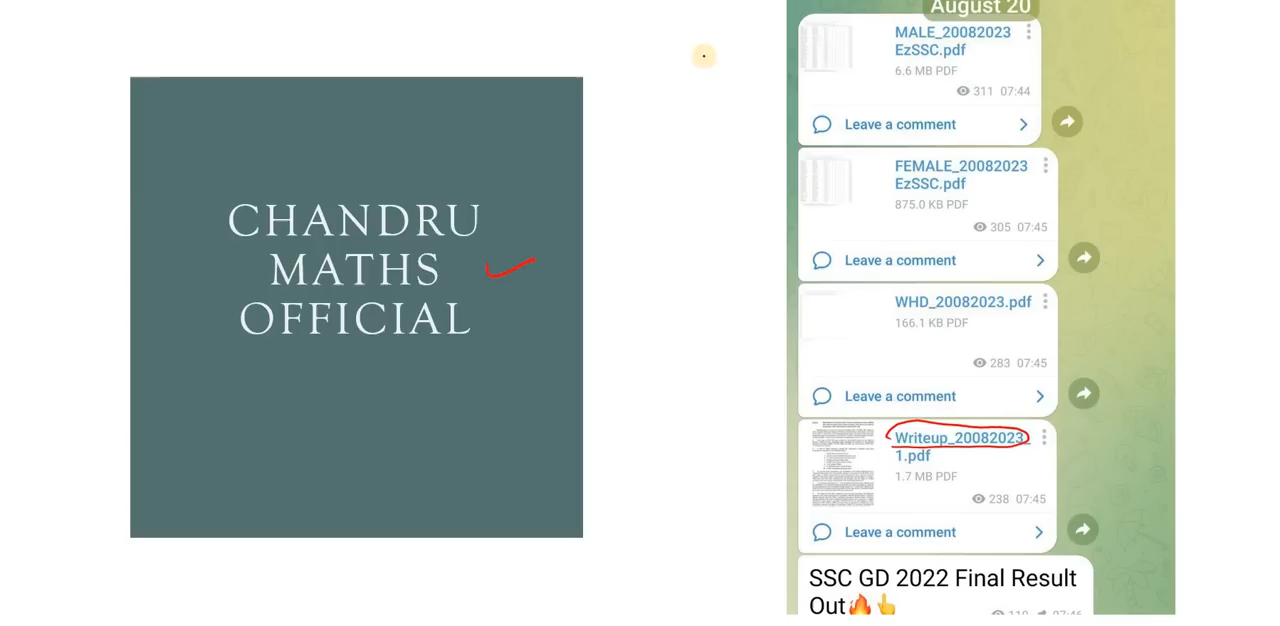 CHANDRU
MATHS
OFFICIAL
August 20
MALE_20082023
EzSSC.pdf
6.6 MB PDF
311 07:44
Leave a comment
FEMALE_20082023
EzSSC.pdf
875.0 KB PDF
305 07:45
Leave a comment
WHD_20082023.pdf
166.1 KB PDF
283 07:45
Leave a comment
Writeup_20082023_
1.pdf
1.7 MB PDF
238 07:45
Leave a comment
SSC GD 2022 Final Result
Out🔥👆